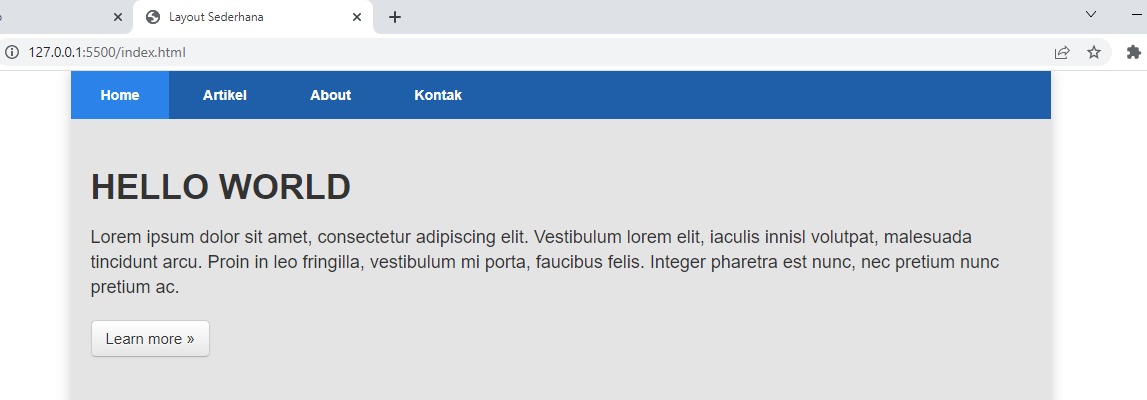 Layout Sederhana
127.0.0.1:5500/index.html
Home Artikel About Kontak
HELLO WORLD
Lorem ipsum dolor sit amet, consectetur adipiscing elit. Vestibulum lorem elit, iaculis innisl volutpat, malesuada
tincidunt arcu. Proin in leo fringilla, vestibulum mi porta, faucibus felis. Integer pharetra est nunc, nec pretium nunc
pretium ac.
Learn more »